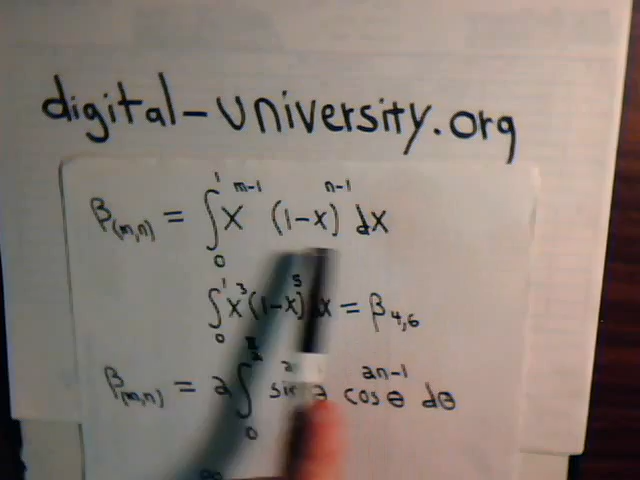 digital-university.org
β(m,n) = ∫₀¹ x^(m-1) (1-x)^(n-1) dx
∫₀¹ x³ (1-x)⁵ dx = β₄,₆
β(m,n) = 2 ∫₀ sin θ cos^(2n-1) θ dθ